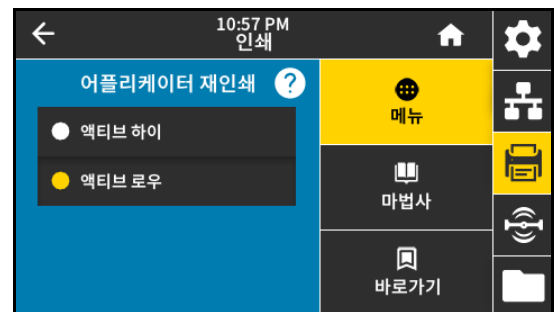 10:57 PM
인쇄
어플리케이터 재인쇄 ?
액티브 하이
액티브 로우
메뉴
마법사
바로가기